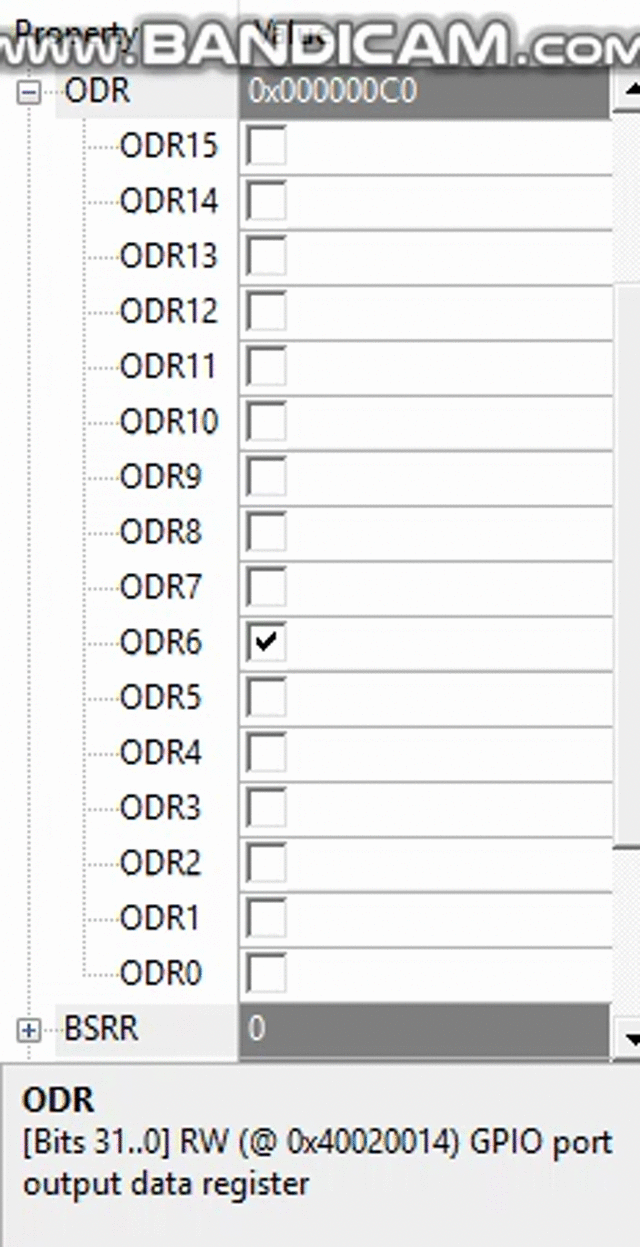 Property Value
www.BANDICAM.com
ODR 0x000000C0
ODR15
ODR14
ODR13
ODR12
ODR11
ODR10
ODR9
ODR8
ODR7
ODR6
ODR5
ODR4
ODR3
ODR2
ODR1
ODR0
BSRR 0
ODR
[Bits 31..0] RW (@ 0x40020014) GPIO port
output data register